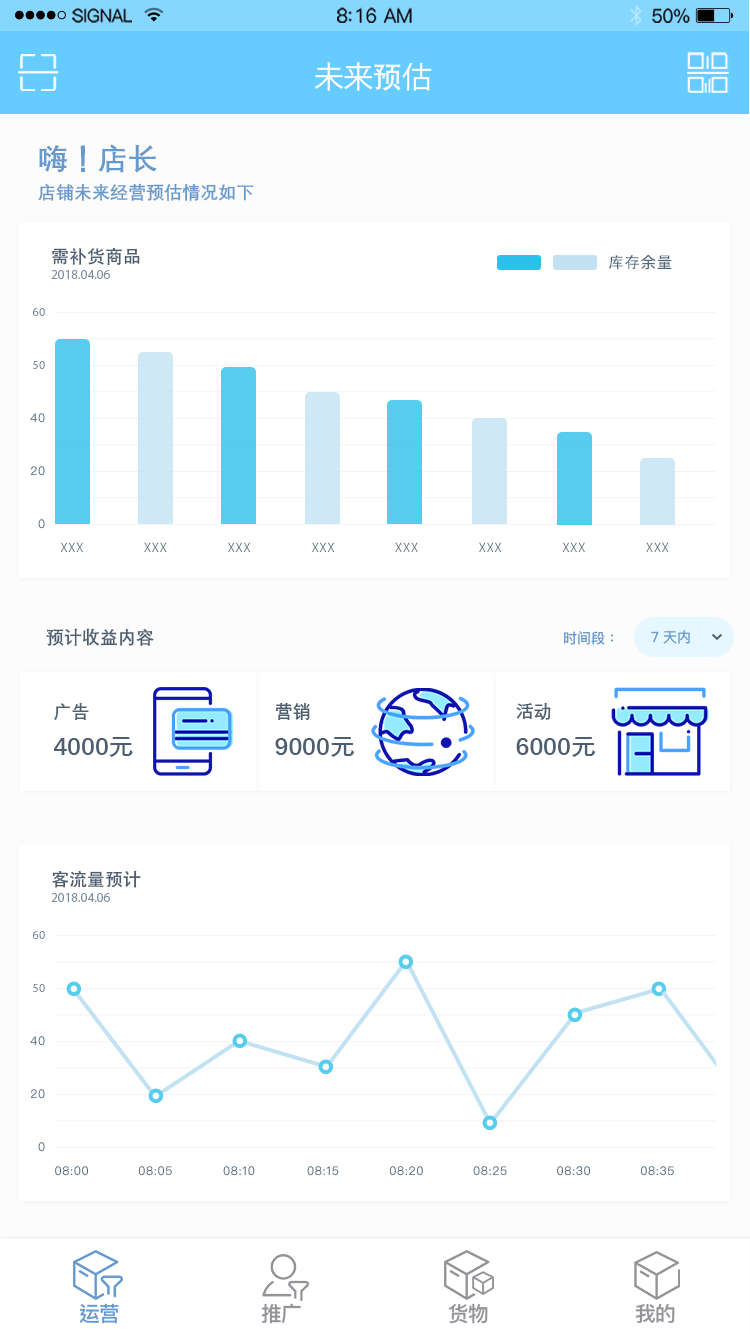 SIGNAL 8:16 AM 50%
未来预估
嗨！店长
店铺未来经营预估情况如下
需补货商品
2018.04.06
库存余量
60
50
40
20
0
XXX XXX XXX XXX XXX XXX XXX XXX
预计收益内容 时间段： 7 天内
广告 营销 活动
4000元 9000元 6000元
客流量预计
2018.04.06
60
50
40
20
0
08:00 08:05 08:10 08:15 08:20 08:25 08:30 08:35
运营 推广 货物 我的